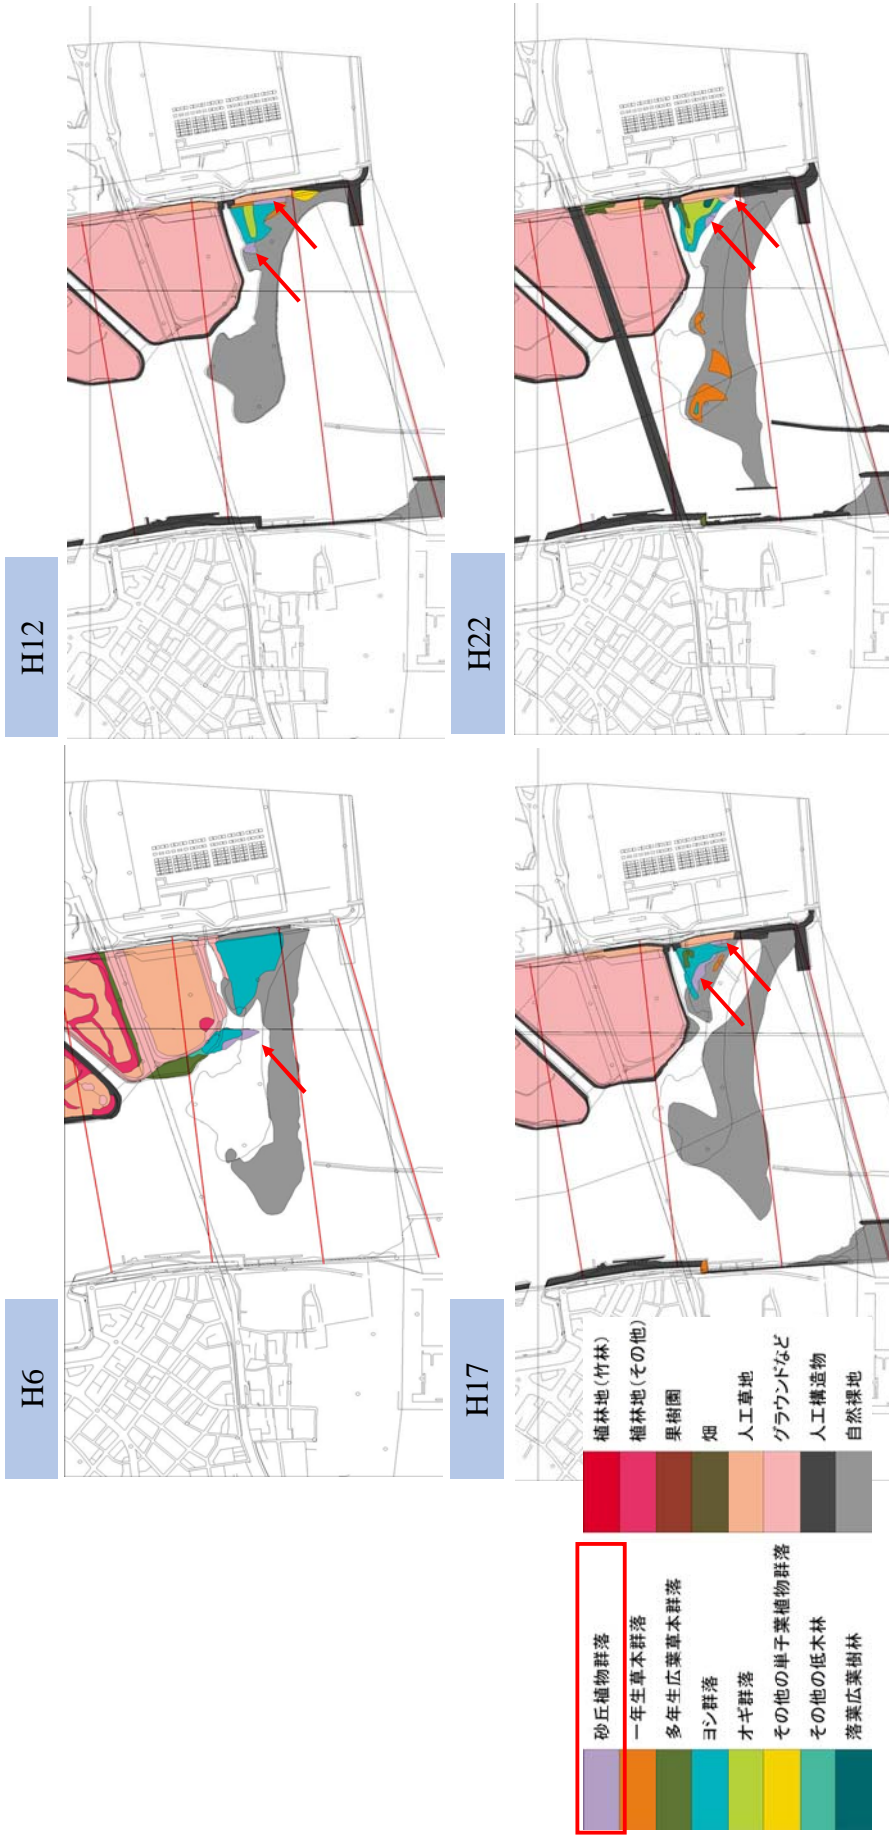 H6
H12
H17
H22
砂丘植物群落
一年生草本群落
多年生広葉草本群落
ヨシ群落
オギ群落
その他の単子葉植物群落
その他の低木林
落葉広葉樹林
植林地(竹林)
植林地(その他)
果樹園
畑
人工草地
グラウンドなど
人工構造物
自然裸地